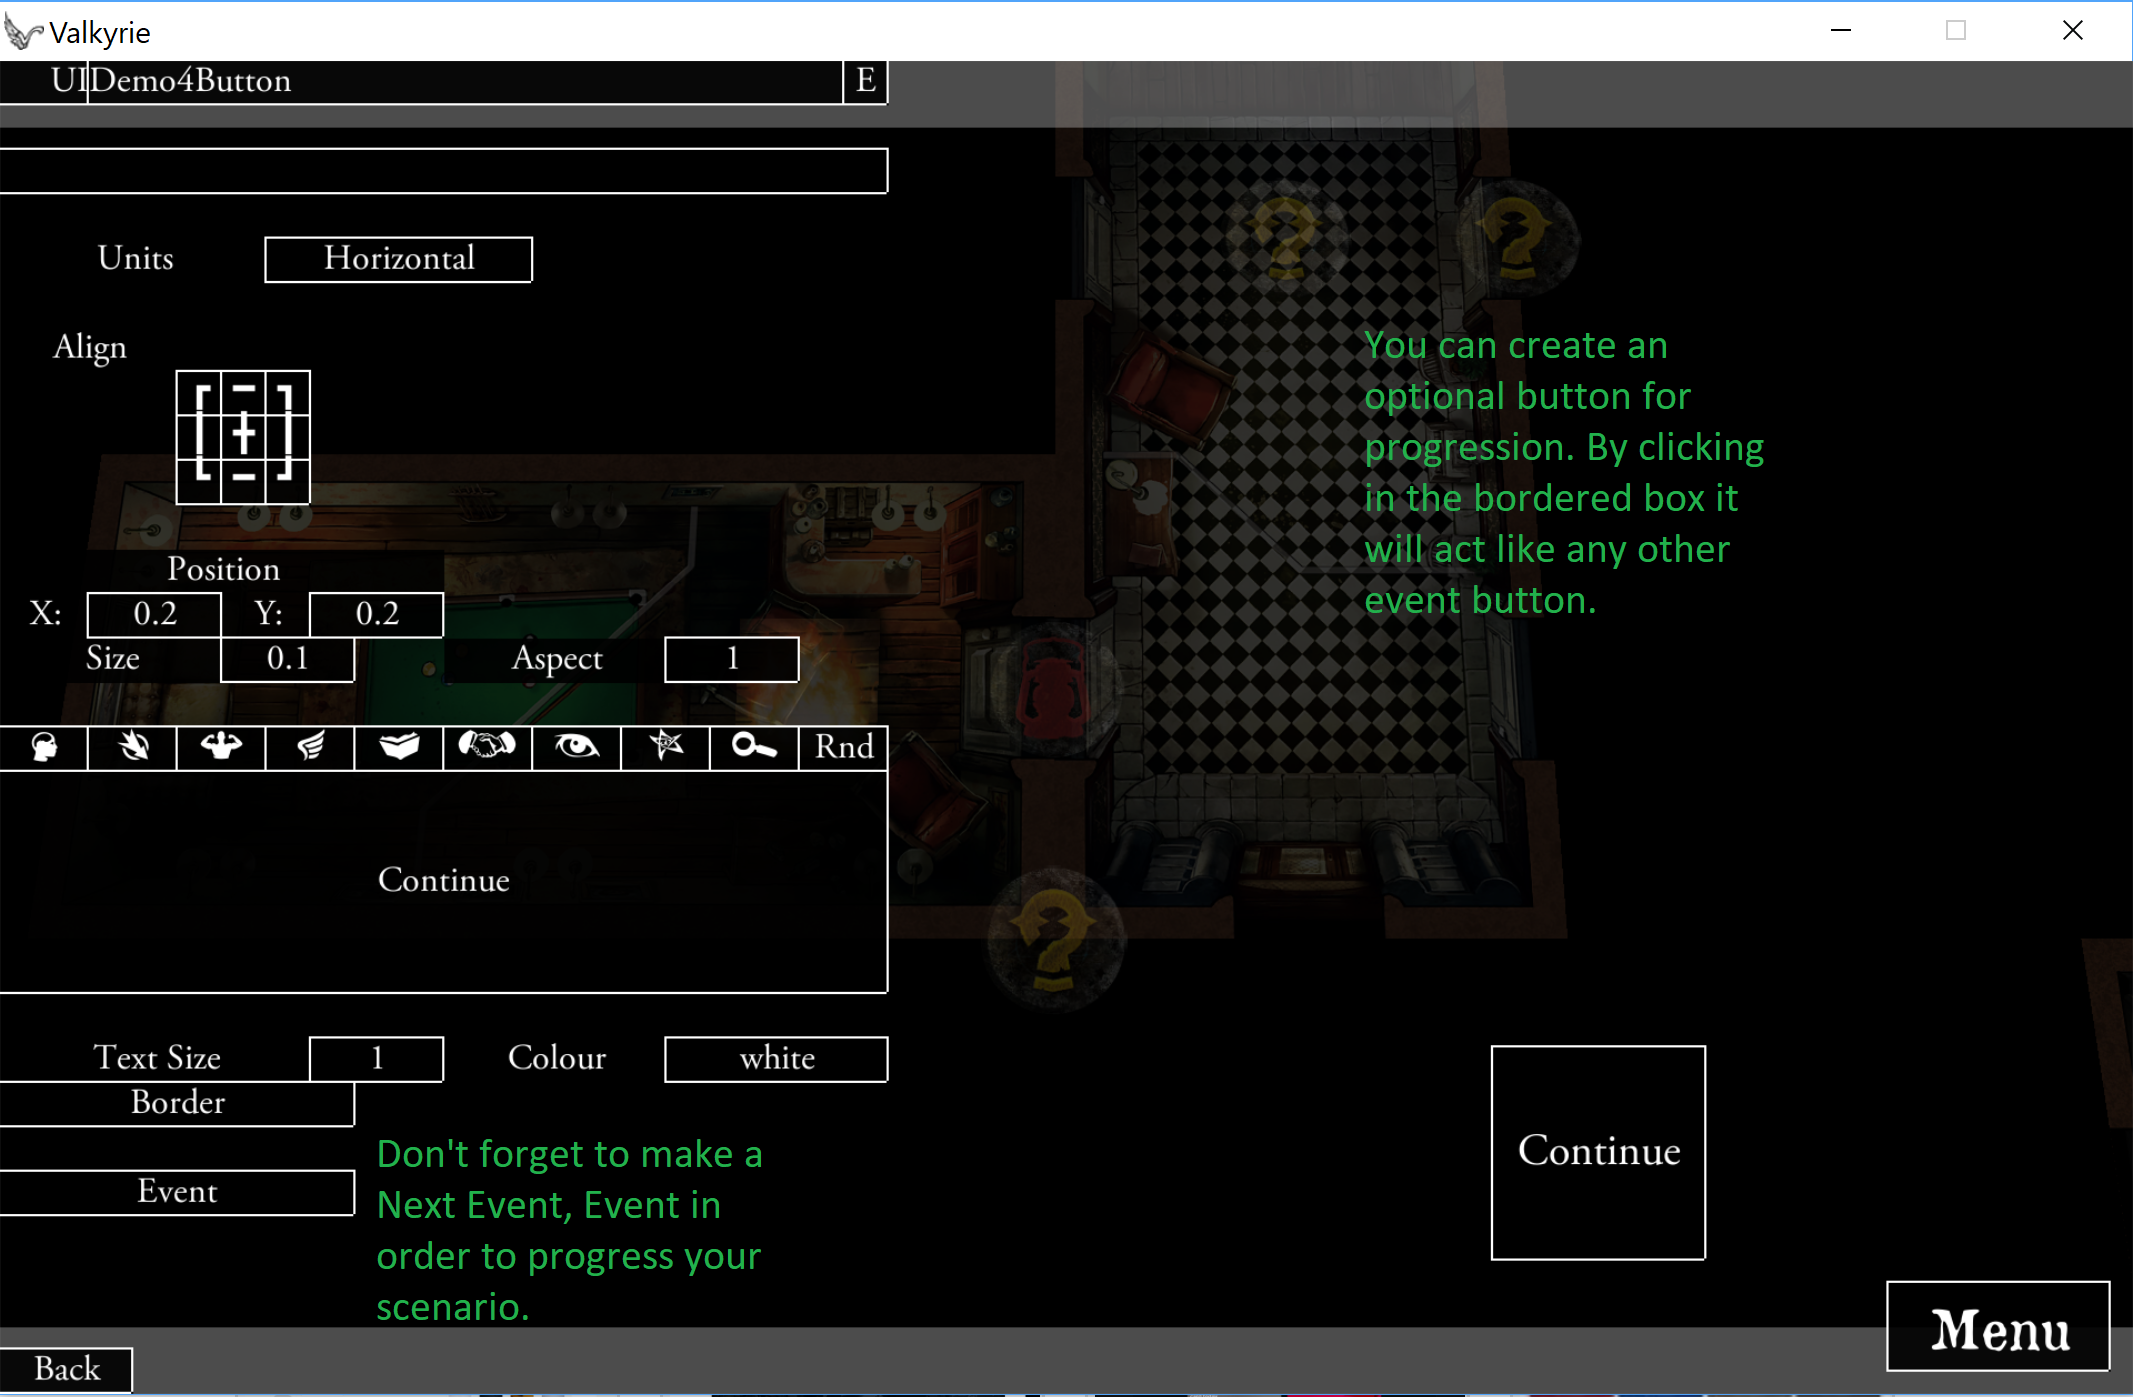 Valkyrie
UI Demo4Button E
Units Horizontal
Align
Position
X: 0.2 Y: 0.2
Size 0.1 Aspect 1
Rnd
Continue
Text Size 1 Colour white
Border
Event
Don't forget to make a
Next Event, Event in
order to progress your
scenario.
You can create an
optional button for
progression. By clicking
in the bordered box it
will act like any other
event button.
Continue
Menu
Back